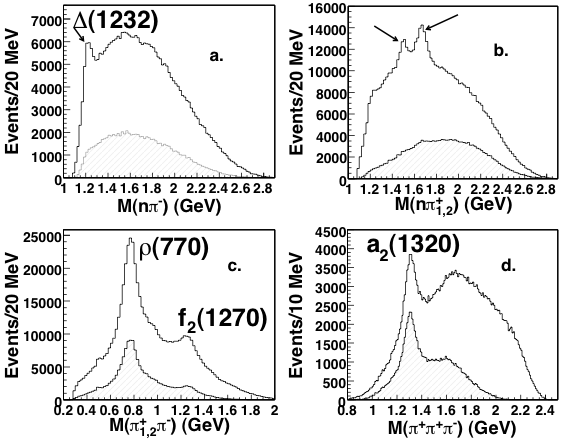 Δ(1232)
a.
Events/20 MeV
7000
6000
5000
4000
3000
2000
1000
0
1 1.2 1.4 1.6 1.8 2 2.2 2.4 2.6 2.8
M(nπ⁻) (GeV)
b.
Events/20 MeV
16000
14000
12000
10000
8000
6000
4000
2000
0
1 1.2 1.4 1.6 1.8 2 2.2 2.4 2.6 2.8
M(nπ⁺₁,₂) (GeV)
ρ(770)
c.
f₂(1270)
Events/20 MeV
25000
20000
15000
10000
5000
0
0.2 0.4 0.6 0.8 1 1.2 1.4 1.6 1.8 2
M(π⁺₁,₂π⁻) (GeV)
a₂(1320)
d.
Events/10 MeV
4500
4000
3500
3000
2500
2000
1500
1000
500
0
0.8 1 1.2 1.4 1.6 1.8 2 2.2 2.4
M(π⁺π⁺π⁻) (GeV)